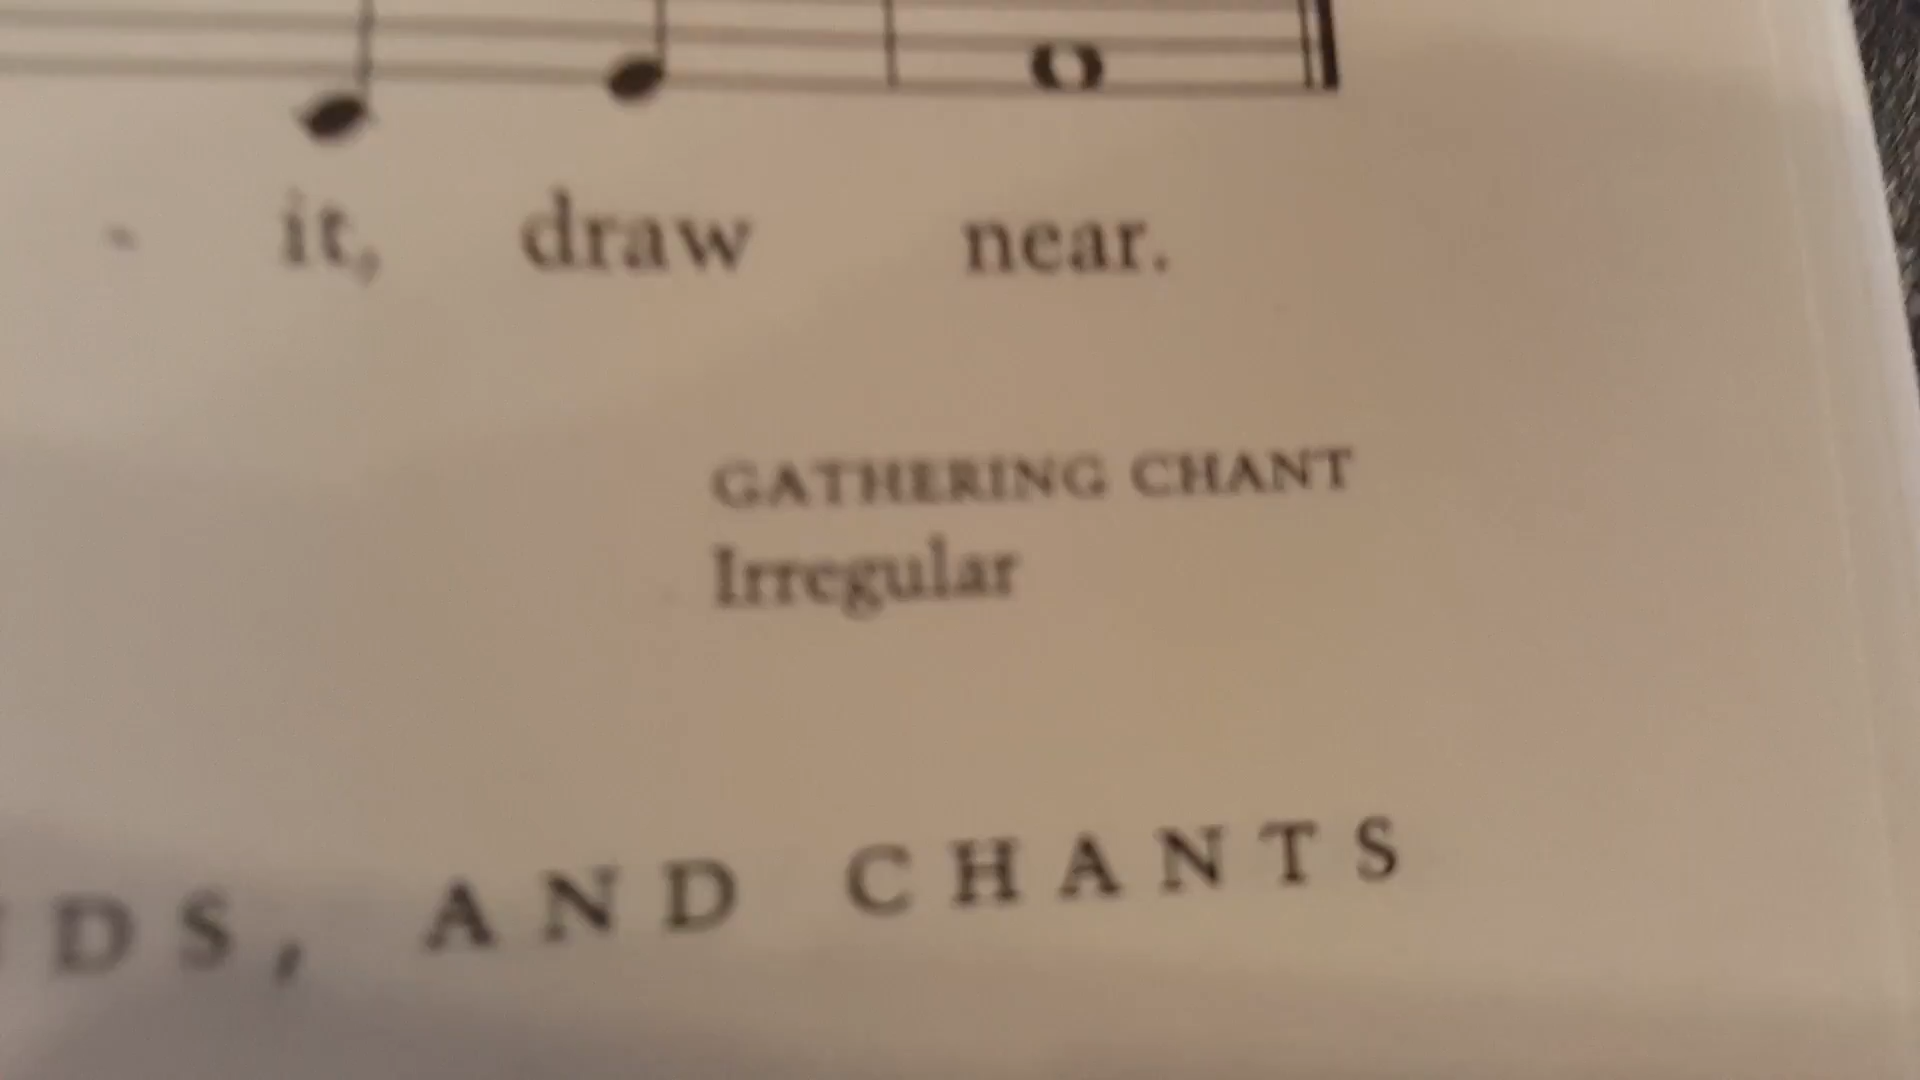 - it, draw near.
GATHERING CHANT
Irregular
DS, AND CHANTS